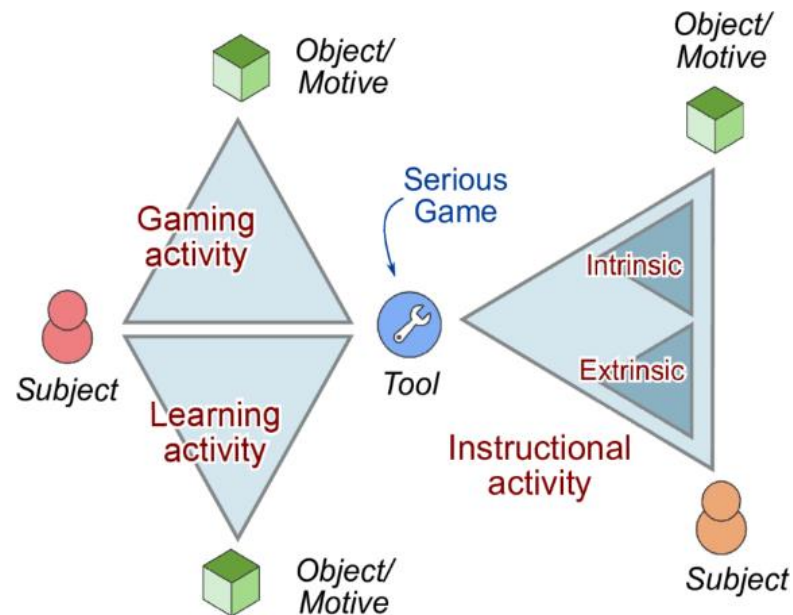 Object/
Motive
Object/
Motive
Serious
Game
Gaming
activity
Intrinsic
Extrinsic
Subject
Tool
Learning
activity
Instructional
activity
Object/
Motive
Subject